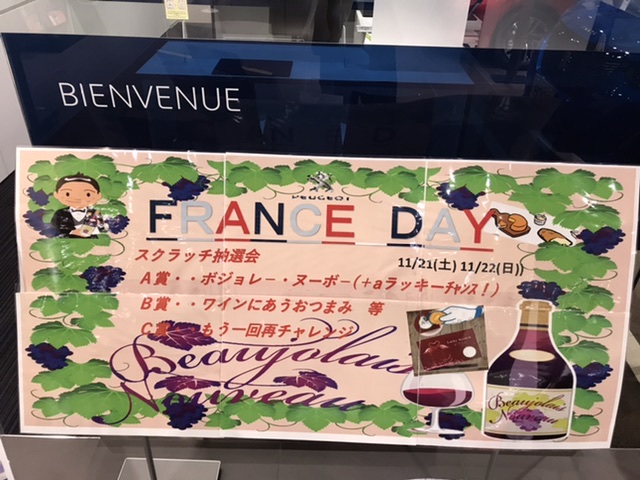 BIENVENUE
PEUGEOT
FRANCE DAY
スクラッチ抽選会
11/21(土) 11/22(日))
A賞・・ボジョレー・・ヌーボー(+aラッキーチャンス！)
B賞・・ワインにあうおつまみ 等
C賞・・もう一回再チャレンジ
Beaujolais
Nouveau
Beaujolais
Nouveau